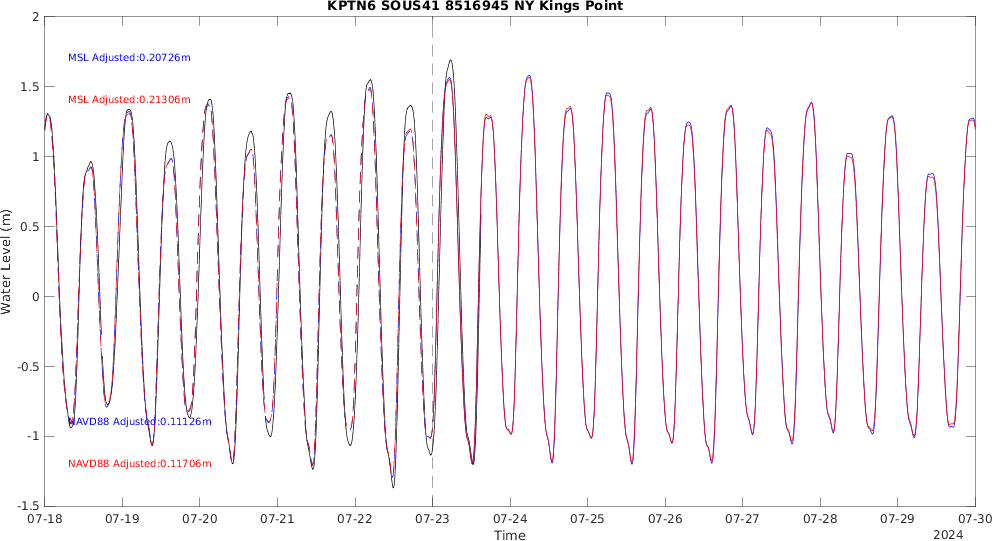 KPTN6 SOUS41 8516945 NY Kings Point
2
MSL Adjusted:0.20726m
1.5
MSL Adjusted:0.21306m
1
0.5
Water Level (m)
0
-0.5
NAVD88 Adjusted:0.11126m
-1
NAVD88 Adjusted:0.11706m
-1.5
07-18 07-19 07-20 07-21 07-22 07-23 07-24 07-25 07-26 07-27 07-28 07-29 07-30
Time
2024